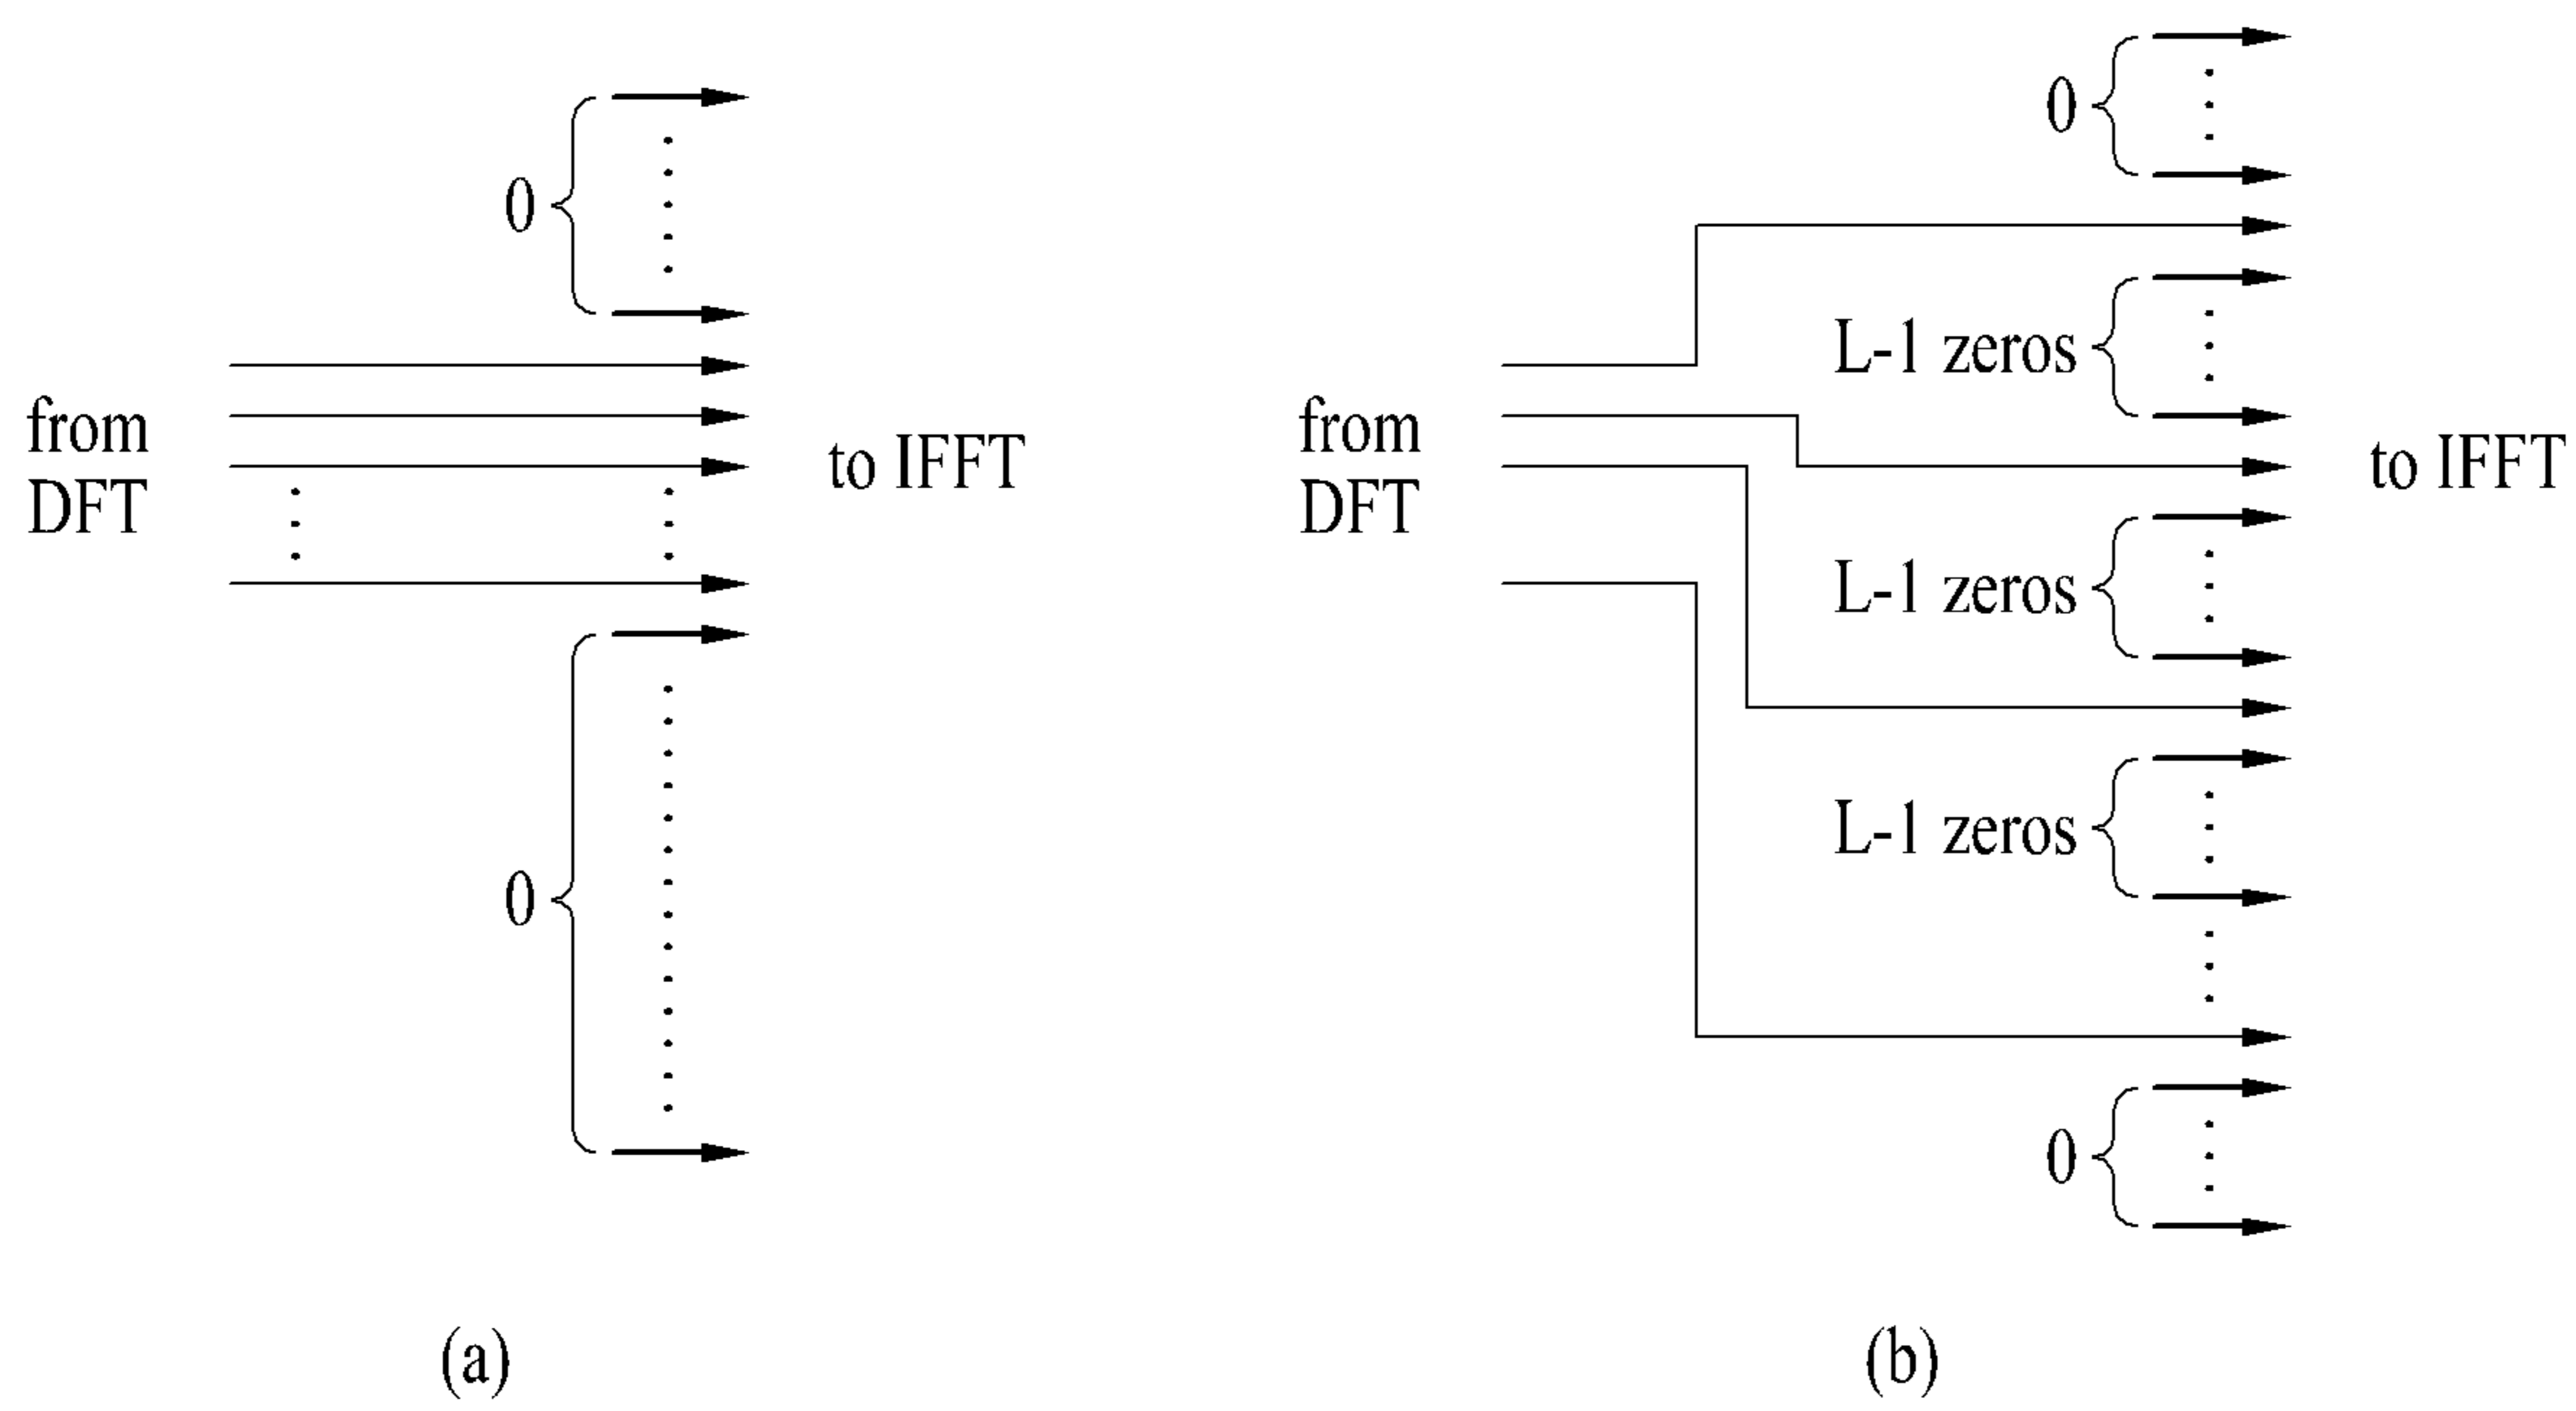 0
from
DFT
to IFFT
0
(a)
0
L-1 zeros
from
DFT
to IFFT
L-1 zeros
L-1 zeros
0
(b)